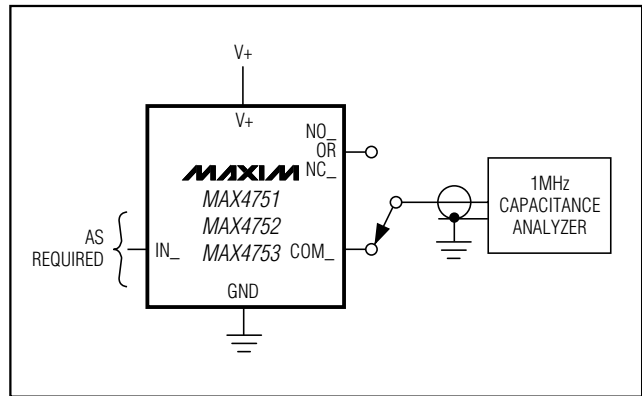 V+
V+
NO_
OR
NC_
MAXIM
MAX4751
MAX4752
MAX4753
AS
REQUIRED
IN_
COM_
GND
1MHz
CAPACITANCE
ANALYZER